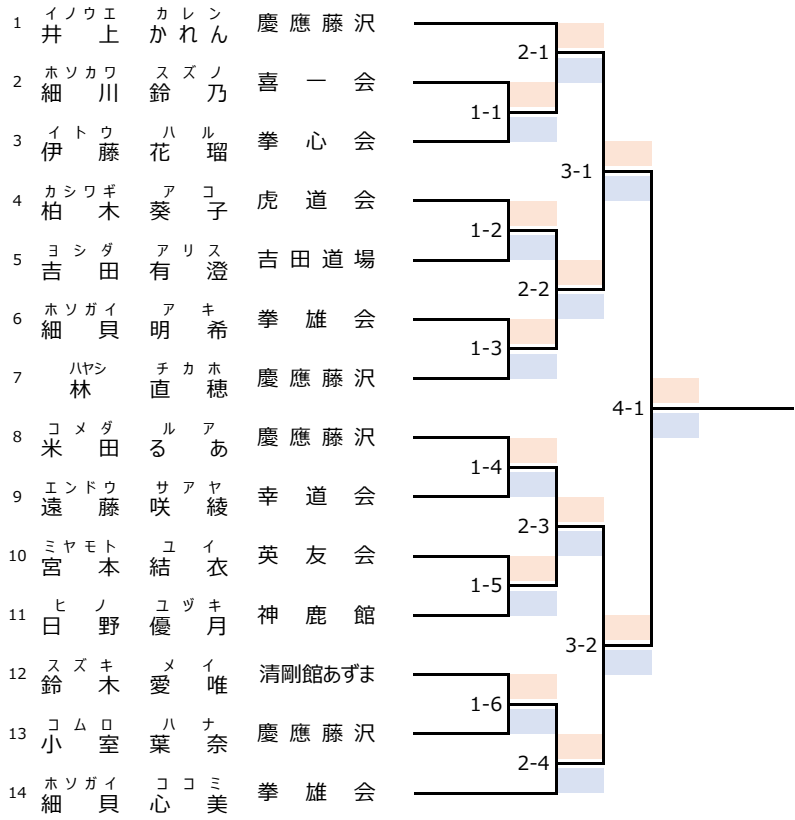 イノウエ カレン
1 井上 かれん 慶應藤沢
2-1
ホソカワ スズノ
2 細川 鈴乃 喜一会
1-1
イトウ ハル
3 伊藤 花瑠 拳心会
3-1
カシワギ アコ
4 柏木 葵子 虎道会
1-2
ヨシダ アリス
5 吉田 有澄 吉田道場
2-2
ホソガイ アキ
6 細貝 明希 拳雄会
1-3
ハヤシ チカホ
7 林 直穂 慶應藤沢
4-1
コメダ ルア
8 米田 るあ 慶應藤沢
1-4
エンドウ サアヤ
9 遠藤 咲綾 幸道会
2-3
ミヤモト ユイ
10 宮本 結衣 英友会
1-5
ヒノ ユヅキ
11 日野 優月 神鹿館
3-2
スズキ メイ
12 鈴木 愛唯 清剛館あずま
1-6
コムロ ハナ
13 小室 葉奈 慶應藤沢
2-4
ホソガイ ココミ
14 細貝 心美 拳雄会